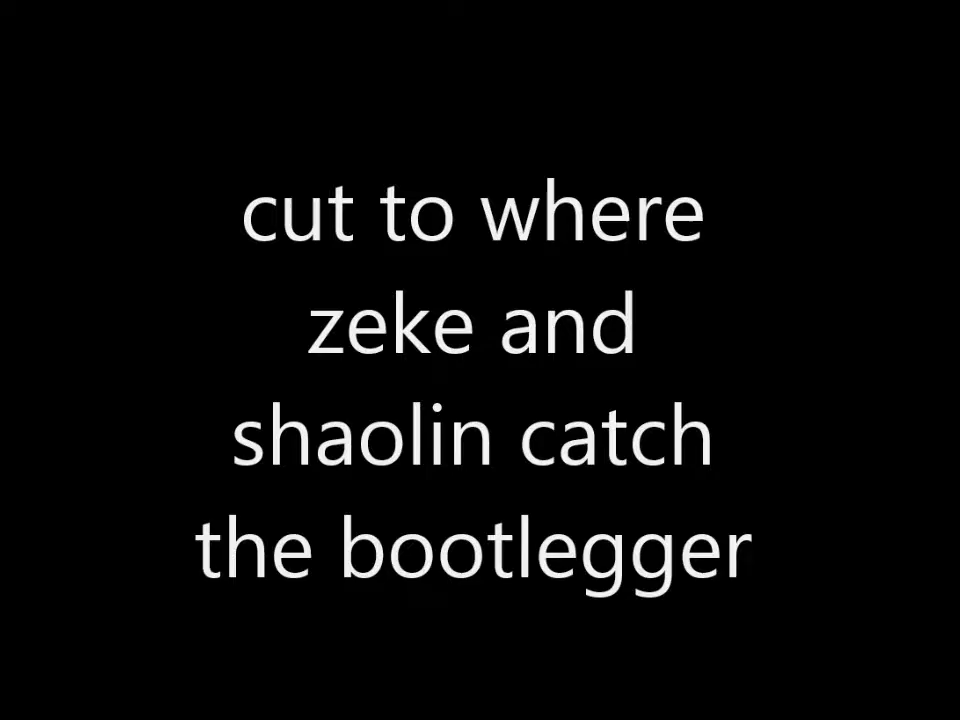 cut to where
zeke and
shaolin catch
the bootlegger